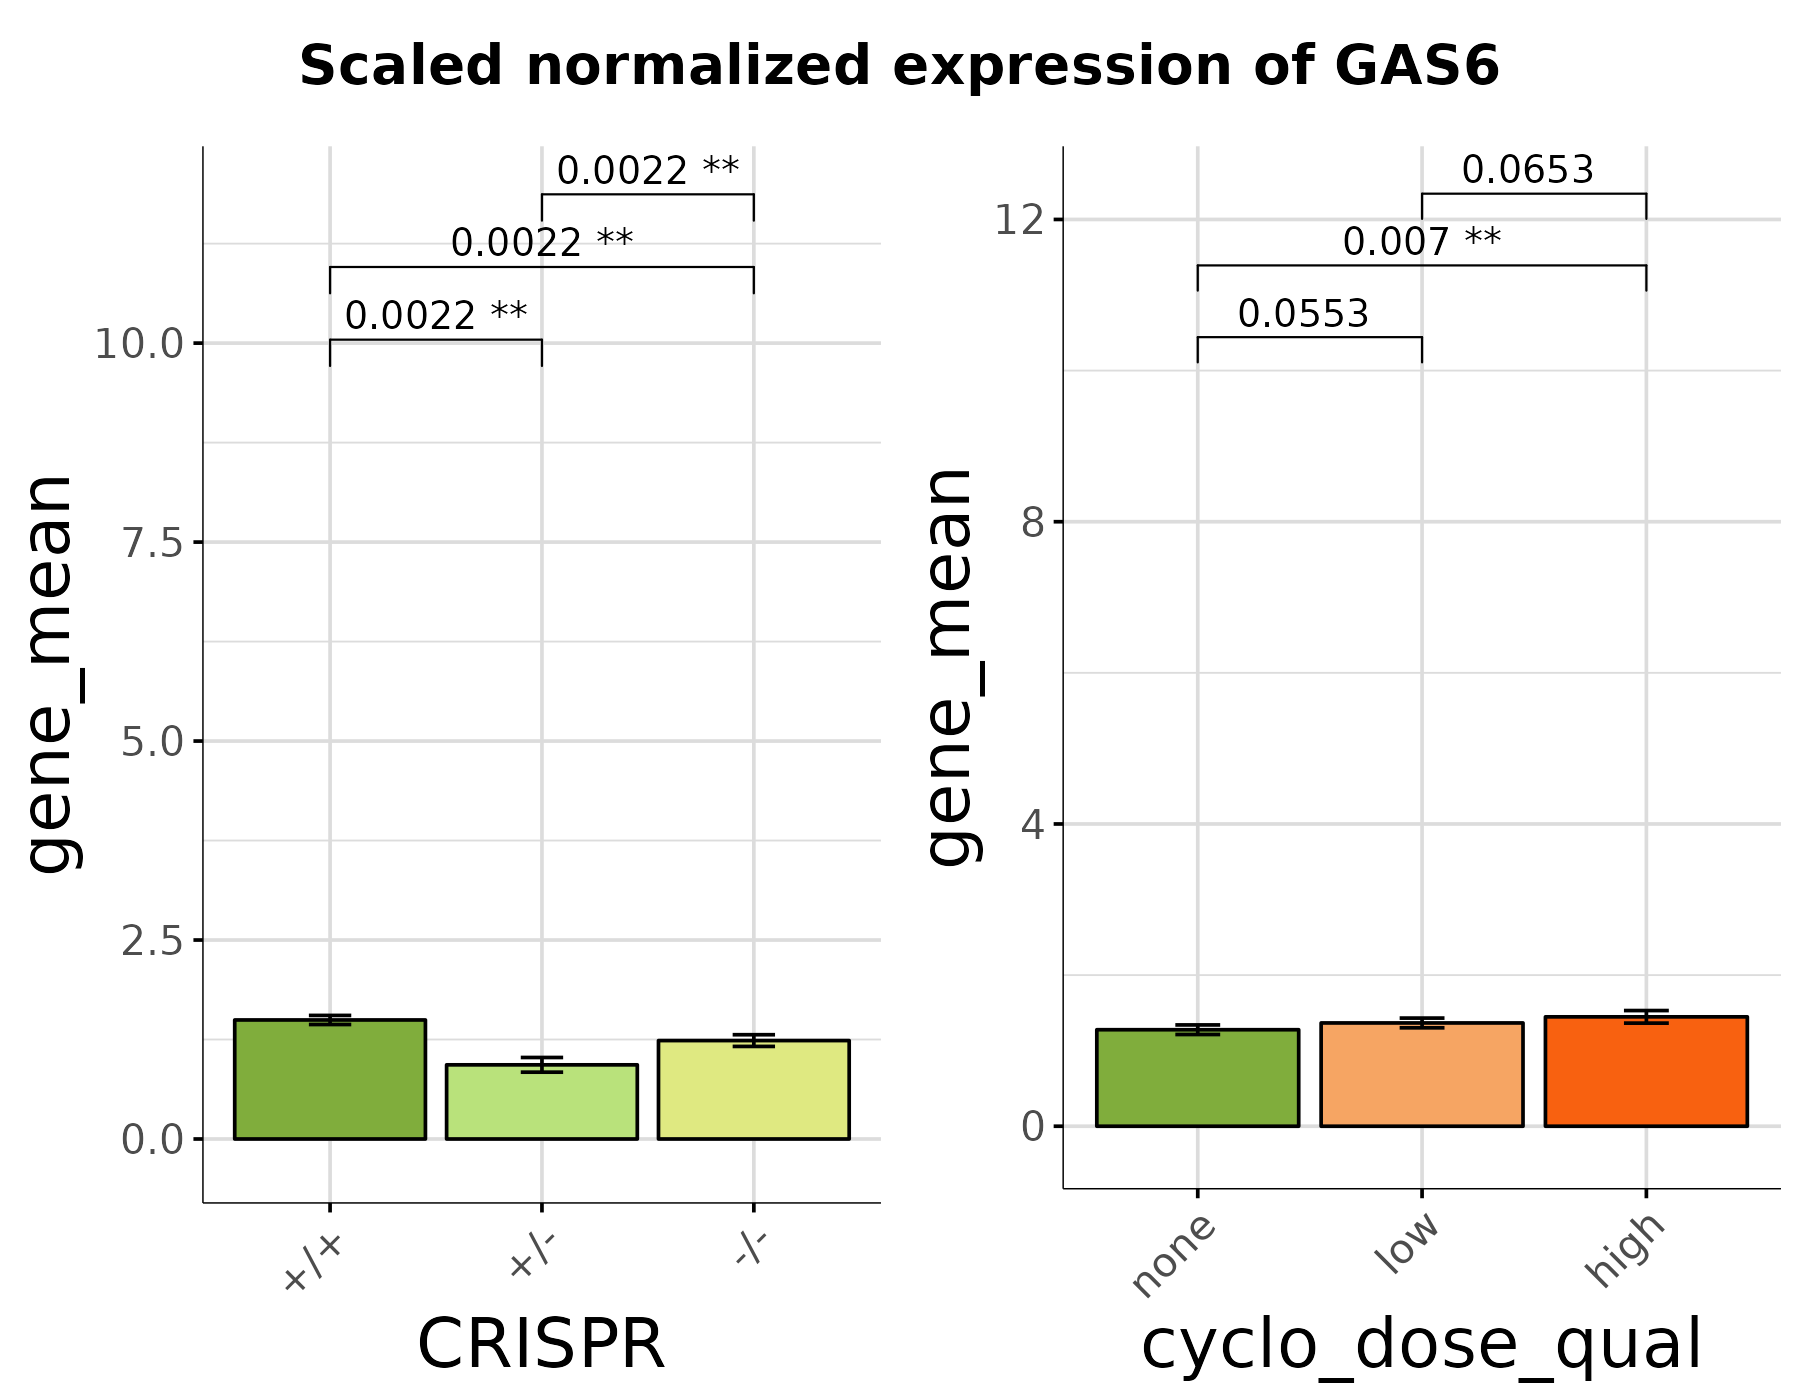 Scaled normalized expression of GAS6
gene_mean
10.0
7.5
5.0
2.5
0.0
0.0022 **
0.0022 **
0.0022 **
+/+
+/-
-/-
CRISPR
gene_mean
12
8
4
0
0.0653
0.007 **
0.0553
none
low
high
cyclo_dose_qual